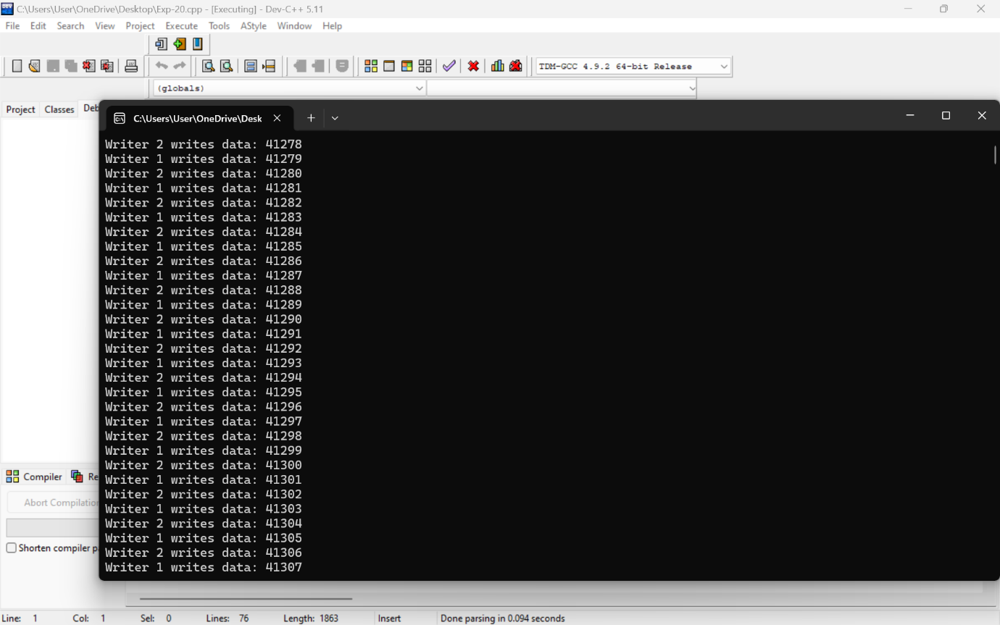 C:\Users\User\OneDrive\Desktop\Exp-20.cpp - [Executing] - Dev-C++ 5.11
File Edit Search View Project Execute Tools AStyle Window Help
TDM-GCC 4.9.2 64-bit Release
(globals)
Project Classes Deb
C:\Users\User\OneDrive\Desk
Writer 2 writes data: 41278
Writer 1 writes data: 41279
Writer 2 writes data: 41280
Writer 1 writes data: 41281
Writer 2 writes data: 41282
Writer 1 writes data: 41283
Writer 2 writes data: 41284
Writer 1 writes data: 41285
Writer 2 writes data: 41286
Writer 1 writes data: 41287
Writer 2 writes data: 41288
Writer 1 writes data: 41289
Writer 2 writes data: 41290
Writer 1 writes data: 41291
Writer 2 writes data: 41292
Writer 1 writes data: 41293
Writer 2 writes data: 41294
Writer 1 writes data: 41295
Writer 2 writes data: 41296
Writer 1 writes data: 41297
Writer 2 writes data: 41298
Writer 1 writes data: 41299
Writer 2 writes data: 41300
Writer 1 writes data: 41301
Writer 2 writes data: 41302
Writer 1 writes data: 41303
Writer 2 writes data: 41304
Writer 1 writes data: 41305
Writer 2 writes data: 41306
Writer 1 writes data: 41307
Compiler Re
Abort Compilation
Shorten compiler p
Line: 1 Col: 1 Sel: 0 Lines: 76 Length: 1863 Insert Done parsing in 0.094 seconds